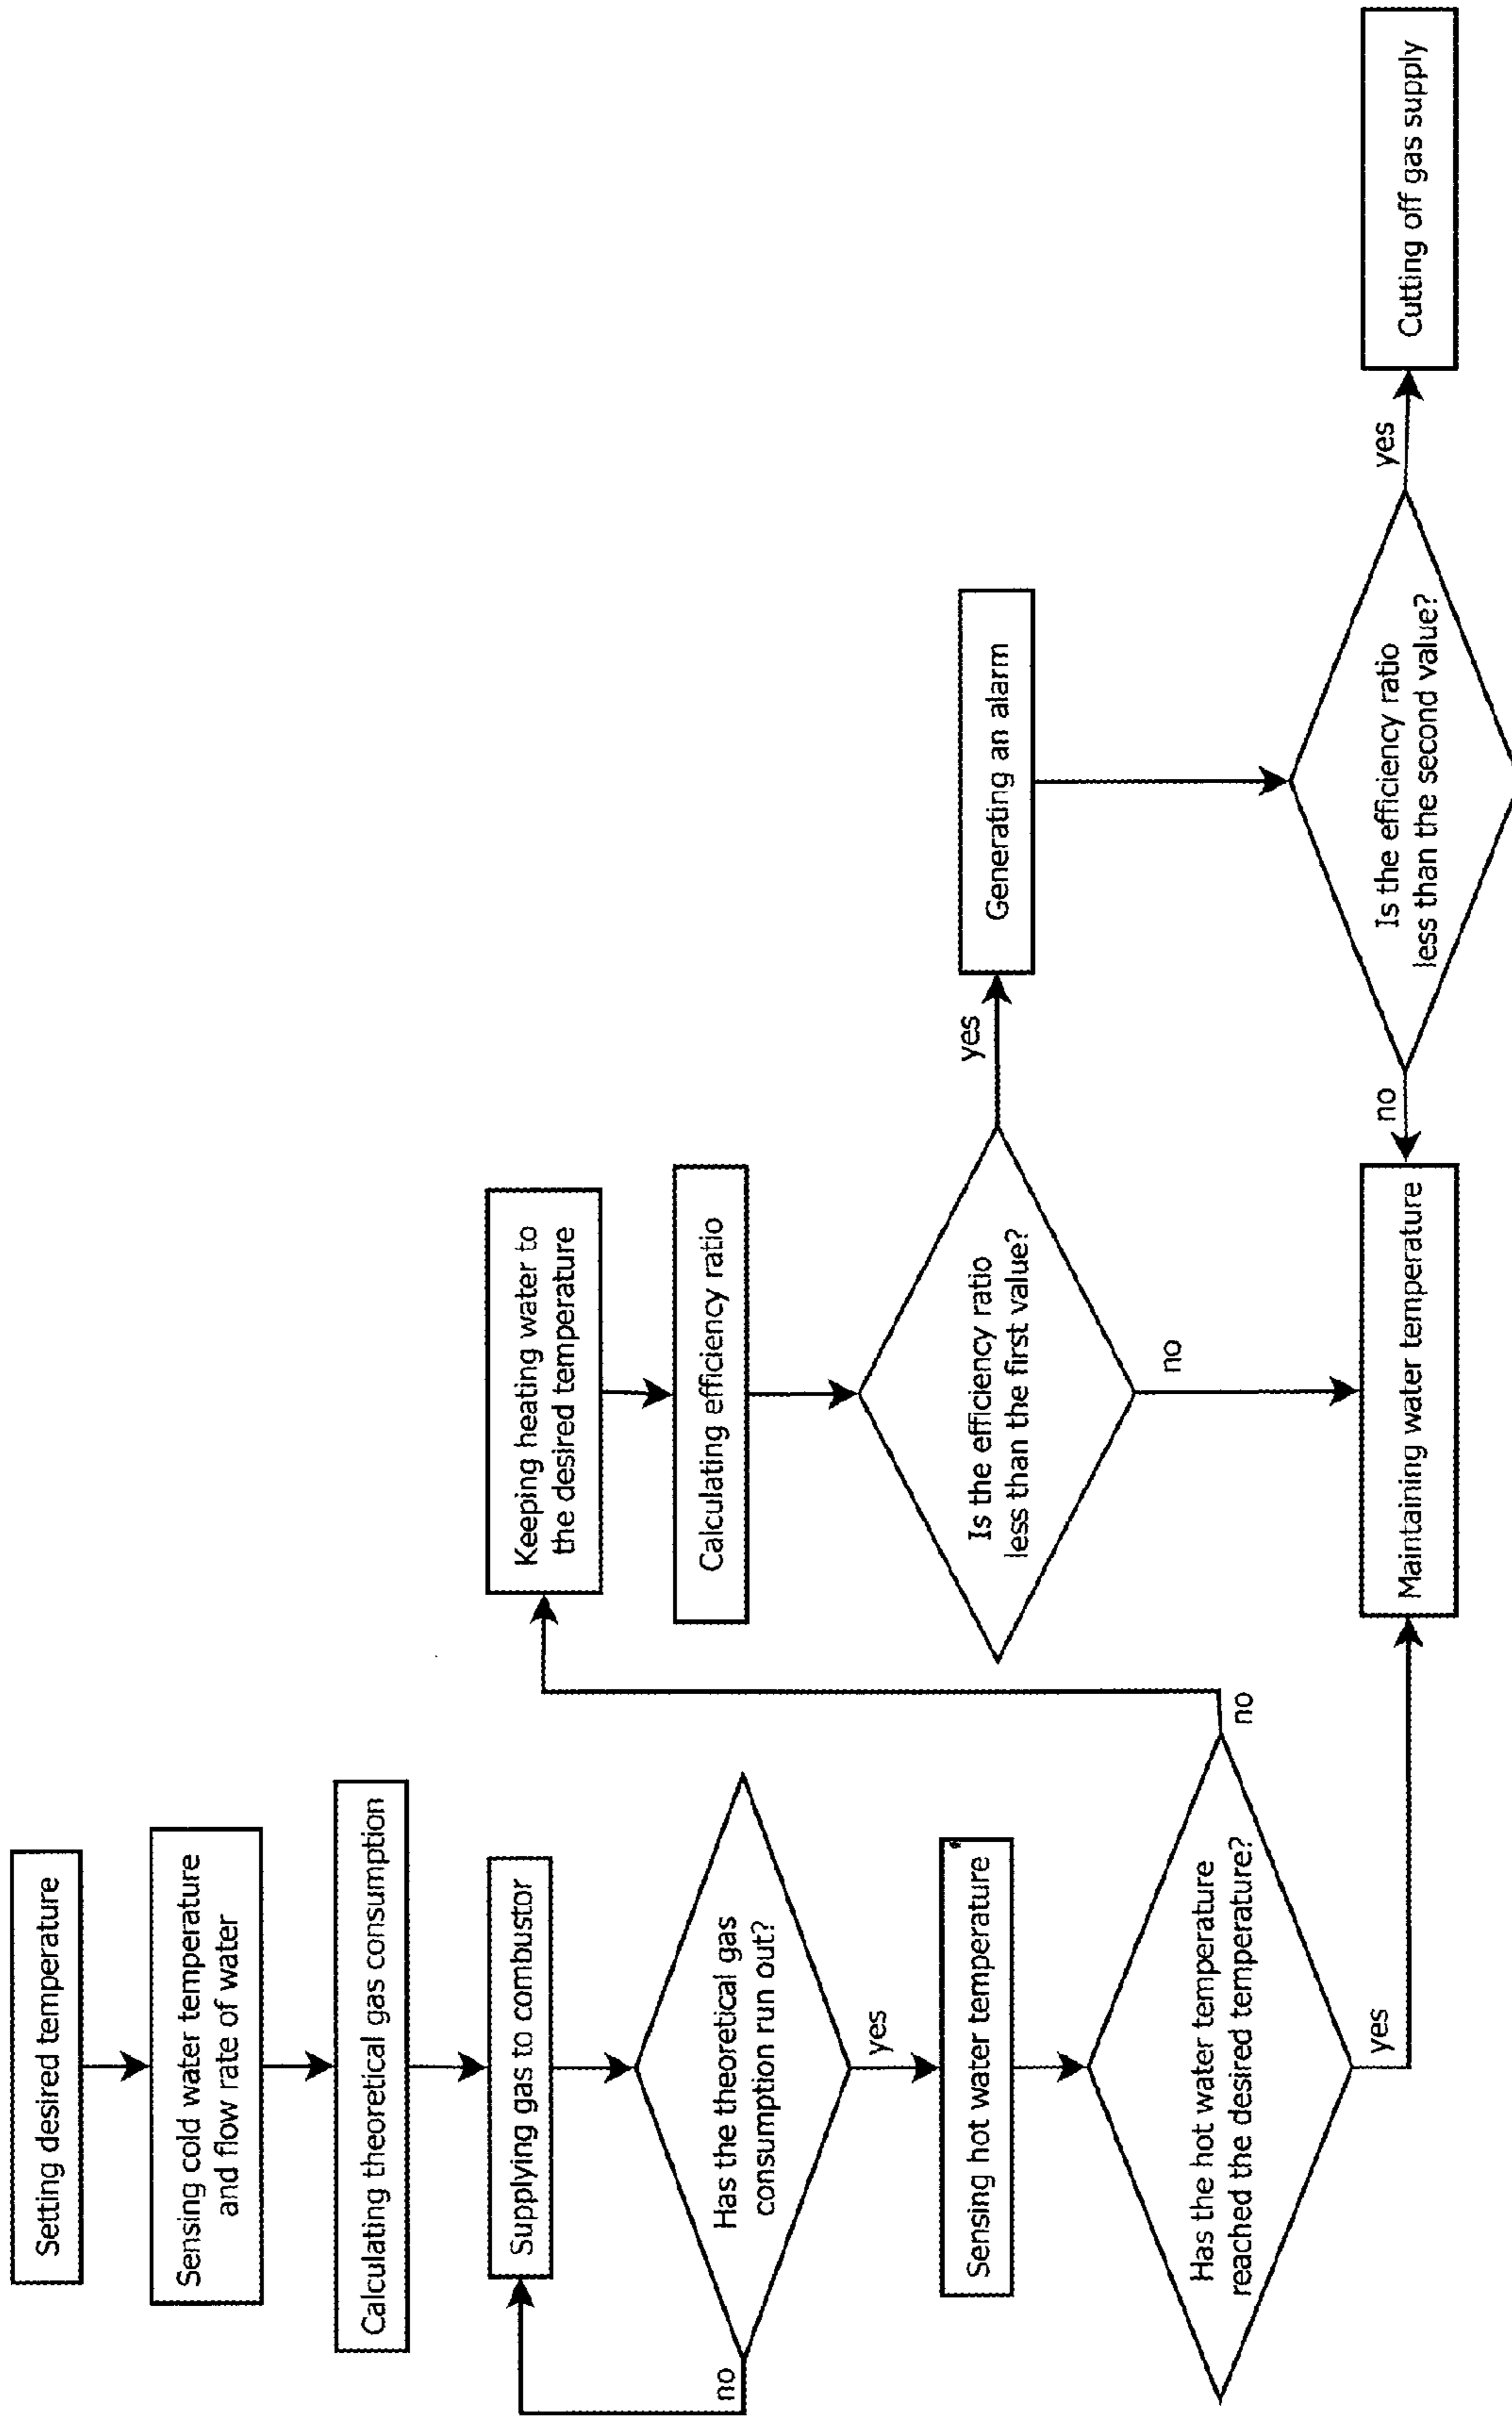 Setting desired temperature
Sensing cold water temperature
and flow rate of water
Calculating theoretical gas consumption
Supplying gas to combustor
Has the theoretical gas
consumption run out?
no
yes
Sensing hot water temperature
Has the hot water temperature
reached the desired temperature?
no
yes
Keeping heating water to
the desired temperature
Calculating efficiency ratio
Is the efficiency ratio
less than the first value?
yes
no
Generating an alarm
Is the efficiency ratio
less than the second value?
no
yes
Maintaining water temperature
Cutting off gas supply